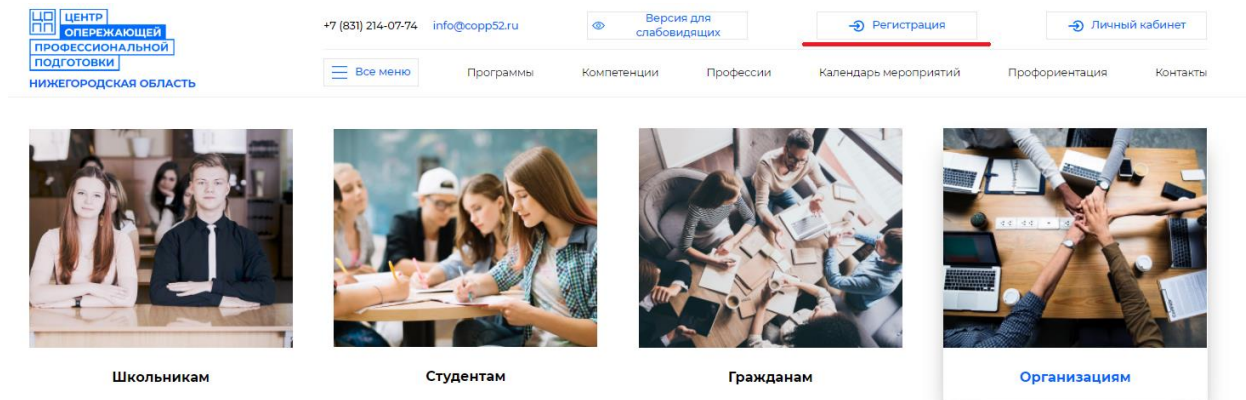 ЦОПП
ЦЕНТР
ОПЕРЕЖАЮЩЕЙ
ПРОФЕССИОНАЛЬНОЙ
ПОДГОТОВКИ
НИЖЕГОРОДСКАЯ ОБЛАСТЬ
+7 (831) 214-07-74 info@copp52.ru
Версия для
слабовидящих
Регистрация
Личный кабинет
Все меню Программы Компетенции Профессии Календарь мероприятий Профориентация Контакты
Школьникам Студентам Гражданам Организациям